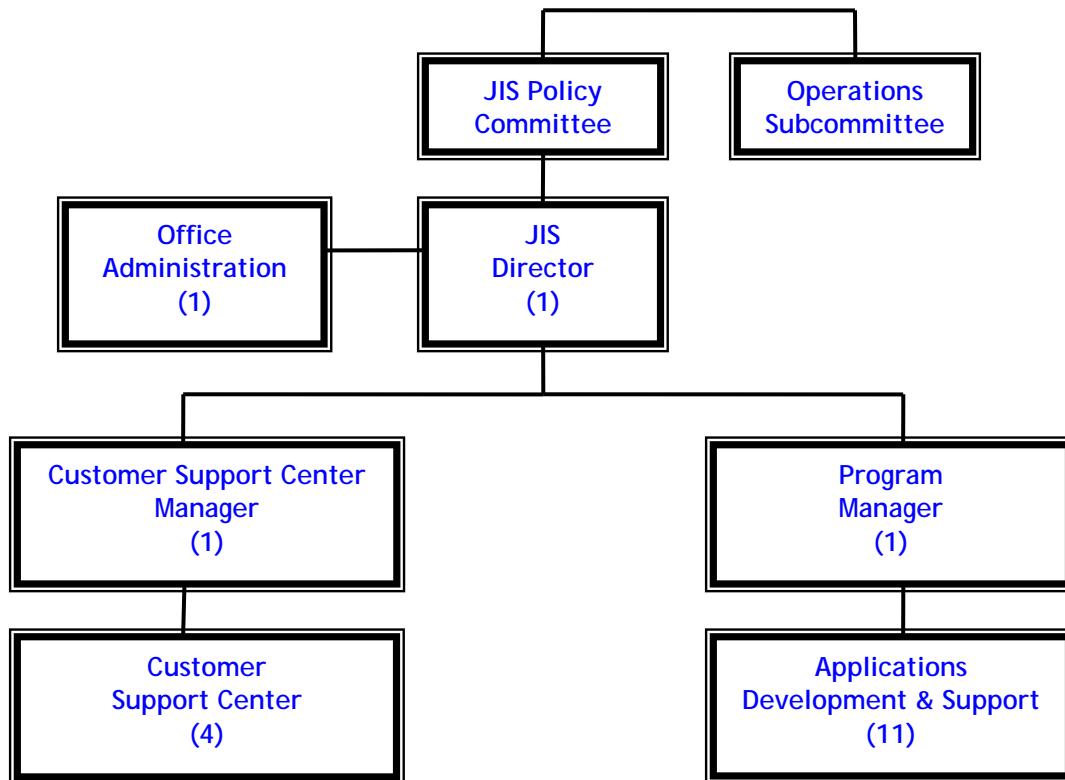 JIS Policy
Committee
Operations
Subcommittee
Office
Administration
(1)
JIS
Director
(1)
Customer Support Center
Manager
(1)
Program
Manager
(1)
Customer
Support Center
(4)
Applications
Development & Support
(11)